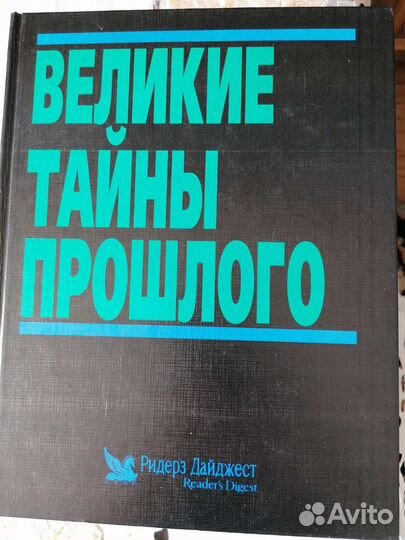 ВЕЛИКИЕ
ТАЙНЫ
ПРОШЛОГО
Ридерз Дайджест
Reader's Digest
Avito